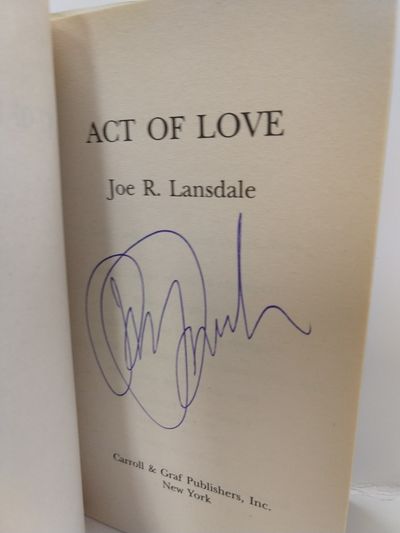 ACT OF LOVE
Joe R. Lansdale
Carroll & Graf Publishers, Inc.
New York